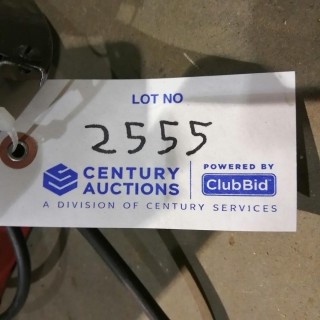 LOT NO
2555
CENTURY AUCTIONS
POWERED BY
ClubBid
A DIVISION OF CENTURY SERVICES